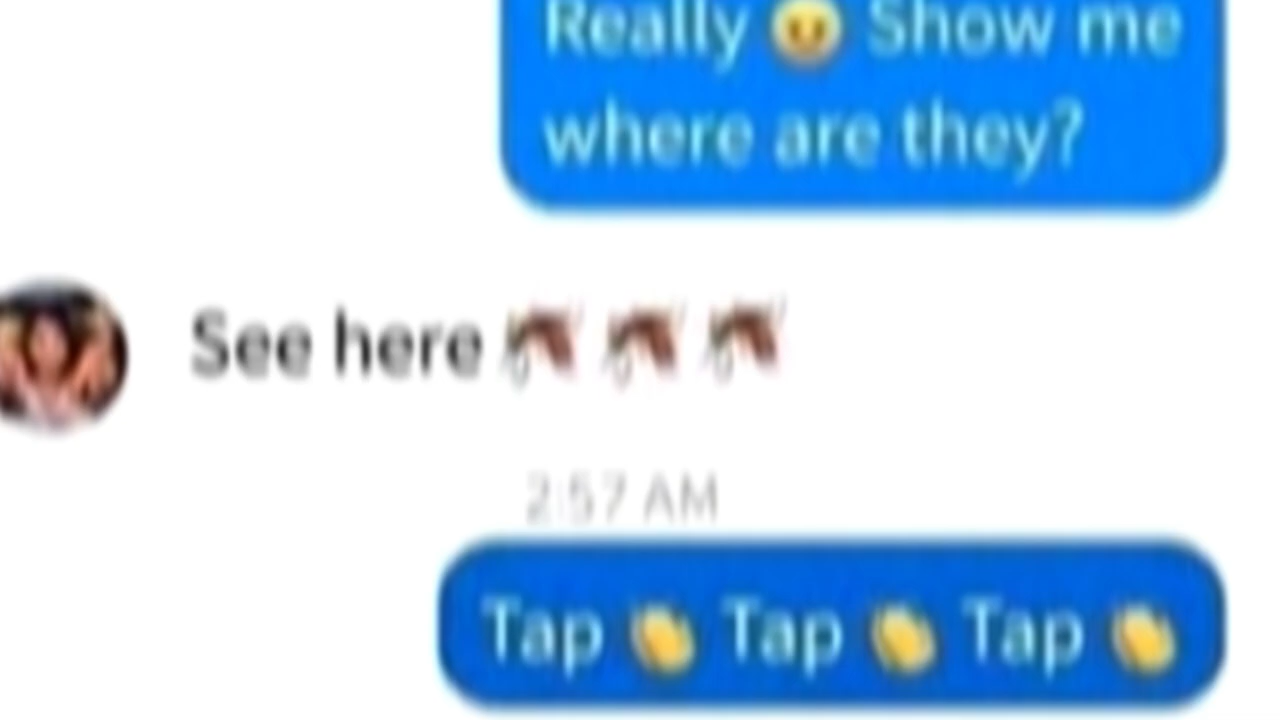 Really 😠 Show me
where are they?
See here 🦟 🦟 🦟
2:57 AM
Tap 👏 Tap 👏 Tap 👏